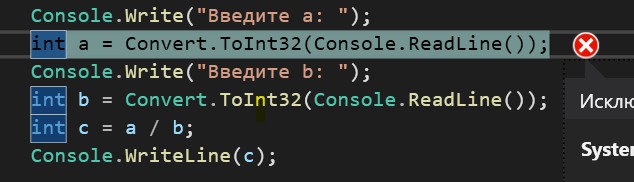 Console.Write("Введите a: ");
int a = Convert.ToInt32(Console.ReadLine());
Console.Write("Введите b: ");
int b = Convert.ToInt32(Console.ReadLine());
int c = a / b;
Console.WriteLine(c);
Исклю
System